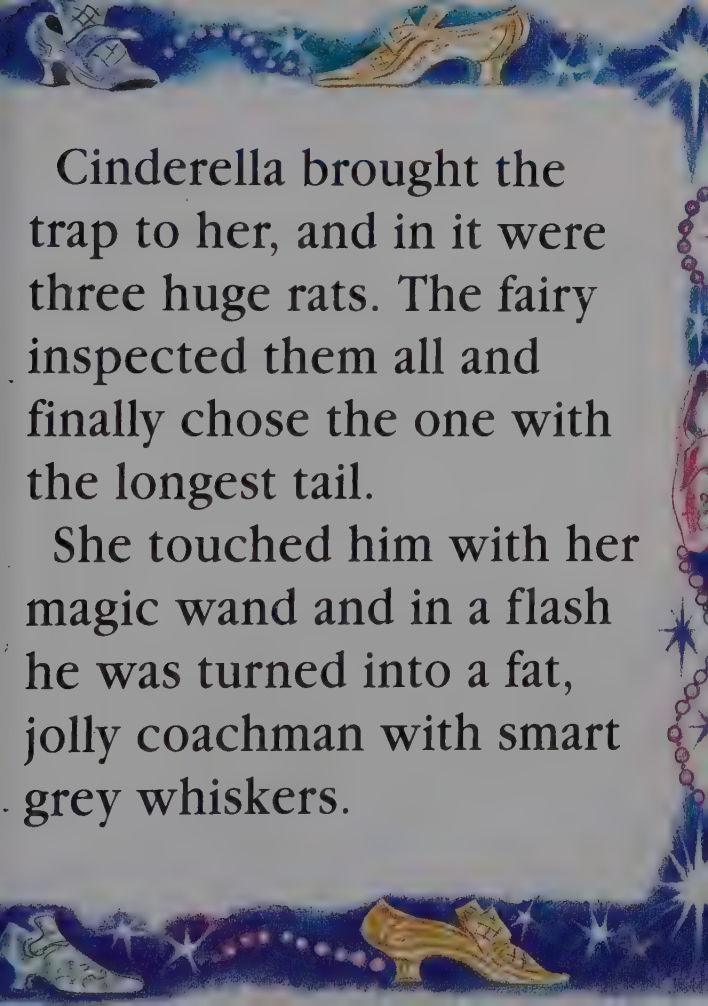 Cinderella brought the
trap to her, and in it were
three huge rats. The fairy
inspected them all and
finally chose the one with
the longest tail.
She touched him with her
magic wand and in a flash
he was turned into a fat,
jolly coachman with smart
grey whiskers.